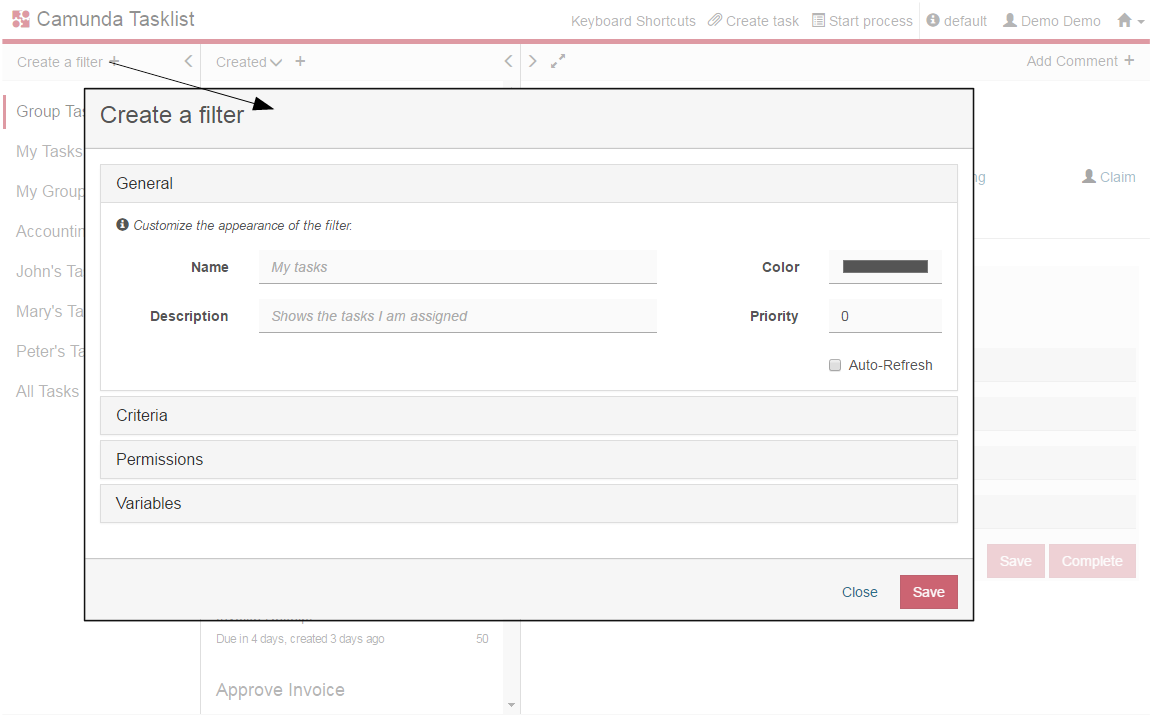 Camunda Tasklist
Keyboard Shortcuts Create task Start process default Demo Demo
Create a filter + Created + Add Comment +
Create a filter
Group Tas
General
My Tasks
ng Claim
My Group
Customize the appearance of the filter.
Accountin
Name My tasks Color
John's Ta
Mary's Ta
Description Shows the tasks I am assigned Priority 0
Peter's Ta
Auto-Refresh
All Tasks
Criteria
Permissions
Variables
Save Complete
Close Save
Due in 4 days, created 3 days ago 50
Approve Invoice